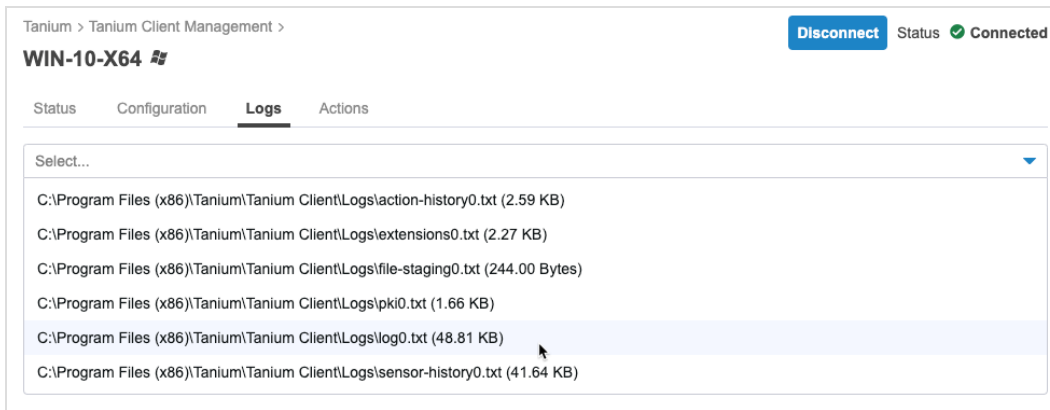 Tanium > Tanium Client Management >
Disconnect Status Connected
WIN-10-X64
Status Configuration Logs Actions
Select...
C:\Program Files (x86)\Tanium\Tanium Client\Logs\action-history0.txt (2.59 KB)
C:\Program Files (x86)\Tanium\Tanium Client\Logs\extensions0.txt (2.27 KB)
C:\Program Files (x86)\Tanium\Tanium Client\Logs\file-staging0.txt (244.00 Bytes)
C:\Program Files (x86)\Tanium\Tanium Client\Logs\pki0.txt (1.66 KB)
C:\Program Files (x86)\Tanium\Tanium Client\Logs\log0.txt (48.81 KB)
C:\Program Files (x86)\Tanium\Tanium Client\Logs\sensor-history0.txt (41.64 KB)